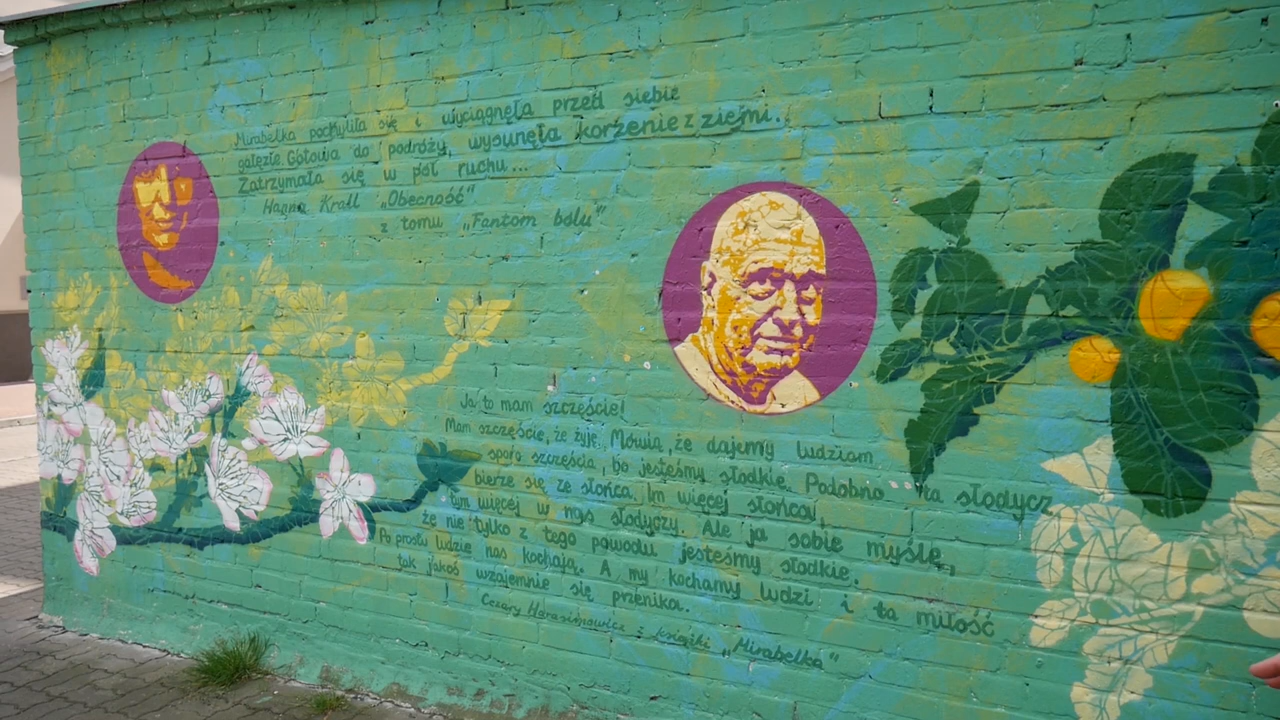 Mirabelka pochyliła się i wyciągnęła przed siebie
gałęzie. Gotowa do podróży, wysunęła korzenie z ziemi.
Zatrzymała się w pół ruchu...
Hanna Krall „Obecność”
z tomu „Fantom bólu”
Ja to mam szczęście!
Mam szczęście, że żyję. Mówią, że dajemy ludziom
sporo szczęścia, bo jesteśmy słodkie. Podobno ta słodycz
bierze się ze słońca. Im więcej słońca,
tym więcej w nas słodyczy. Ale ja sobie myślę,
że nie tylko z tego powodu jesteśmy słodkie.
Po prostu ludzie nas kochają. A my kochamy ludzi i ta miłość
tak jakoś wzajemnie się przenika.
Cezary Harasimowicz z książki „Mirabelka”